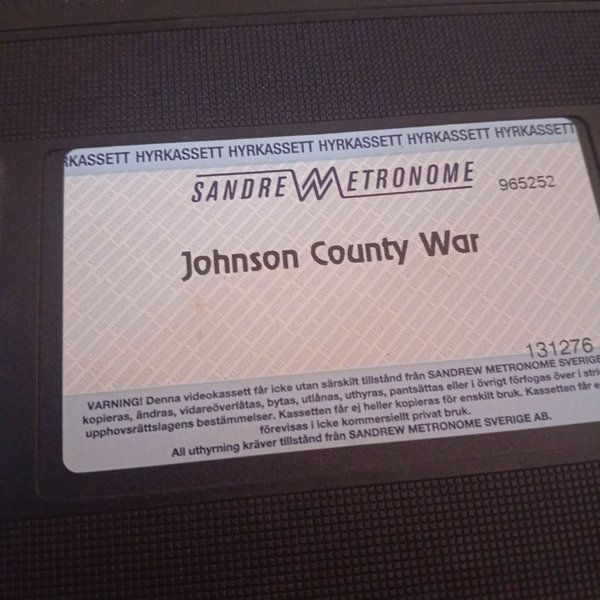 HYRKASSETT HYRKASSETT HYRKASSETT HYRKASSETT HYRKASSETT
SANDREW METRONOME
965252
Johnson County War
131276
VARNING! Denna videokassett får icke utan särskilt tillstånd från SANDREW METRONOME SVERIGE
kopieras, ändras, vidareöverlåtas, bytas, utlånas, uthyras, pantsättas eller i övrigt förfogas över i
upphovsrättslagens bestämmelser. Kassetten får ej heller kopieras för enskilt bruk. Kassetten får
förevisas i icke kommersiellt privat bruk.
All uthyrning kräver tillstånd från SANDREW METRONOME SVERIGE AB.